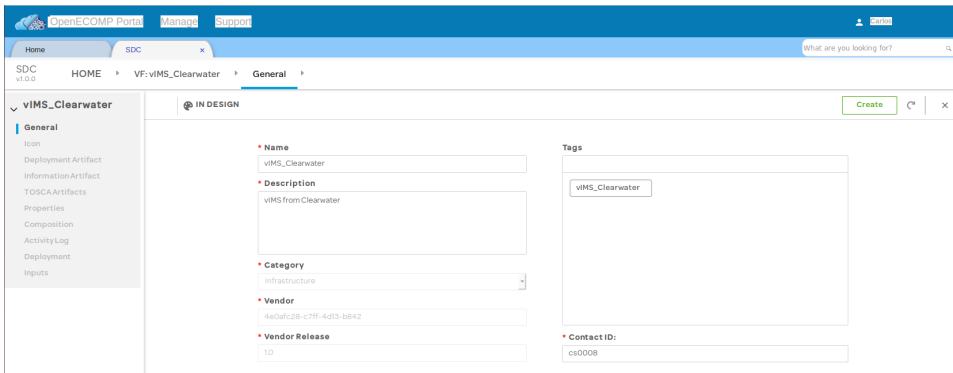 OpenECOMP Portal Manage Support Carlos
Home SDC x What are you looking for?
SDC
v.1.0.0
HOME VF: vIMS_Clearwater General
vIMS_Clearwater
IN DESIGN
Create
General
Icon
Deployment Artifact
Information Artifact
TOSCA Artifacts
Properties
Composition
Activity Log
Deployment
Inputs
* Name
vIMS_Clearwater
* Description
vIMS from Clearwater
* Category
Infrastructure
* Vendor
4e0afc28-c7ff-4d13-b842
* Vendor Release
1.0
Tags
vIMS_Clearwater
* Contact ID:
cs0008